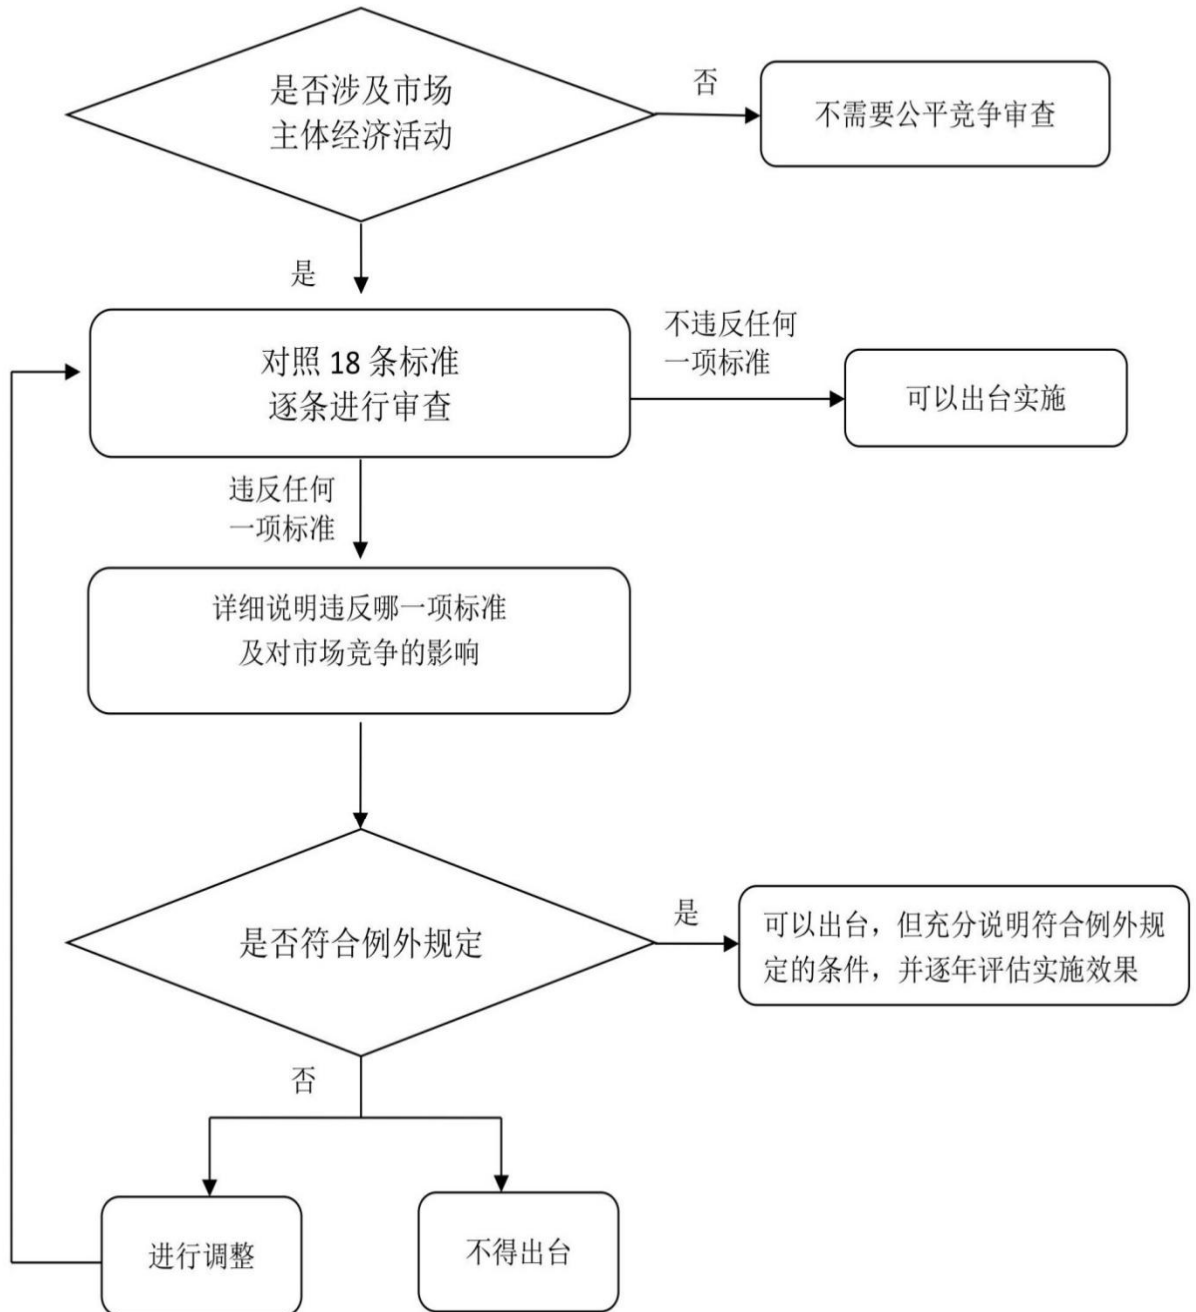 是否涉及市场
主体经济活动
否
不需要公平竞争审查
是
对照 18 条标准
逐条进行审查
不违反任何
一项标准
可以出台实施
违反任何
一项标准
详细说明违反哪一项标准
及对市场竞争的影响
是否符合例外规定
是
可以出台，但充分说明符合例外规
定的条件，并逐年评估实施效果
否
进行调整
不得出台